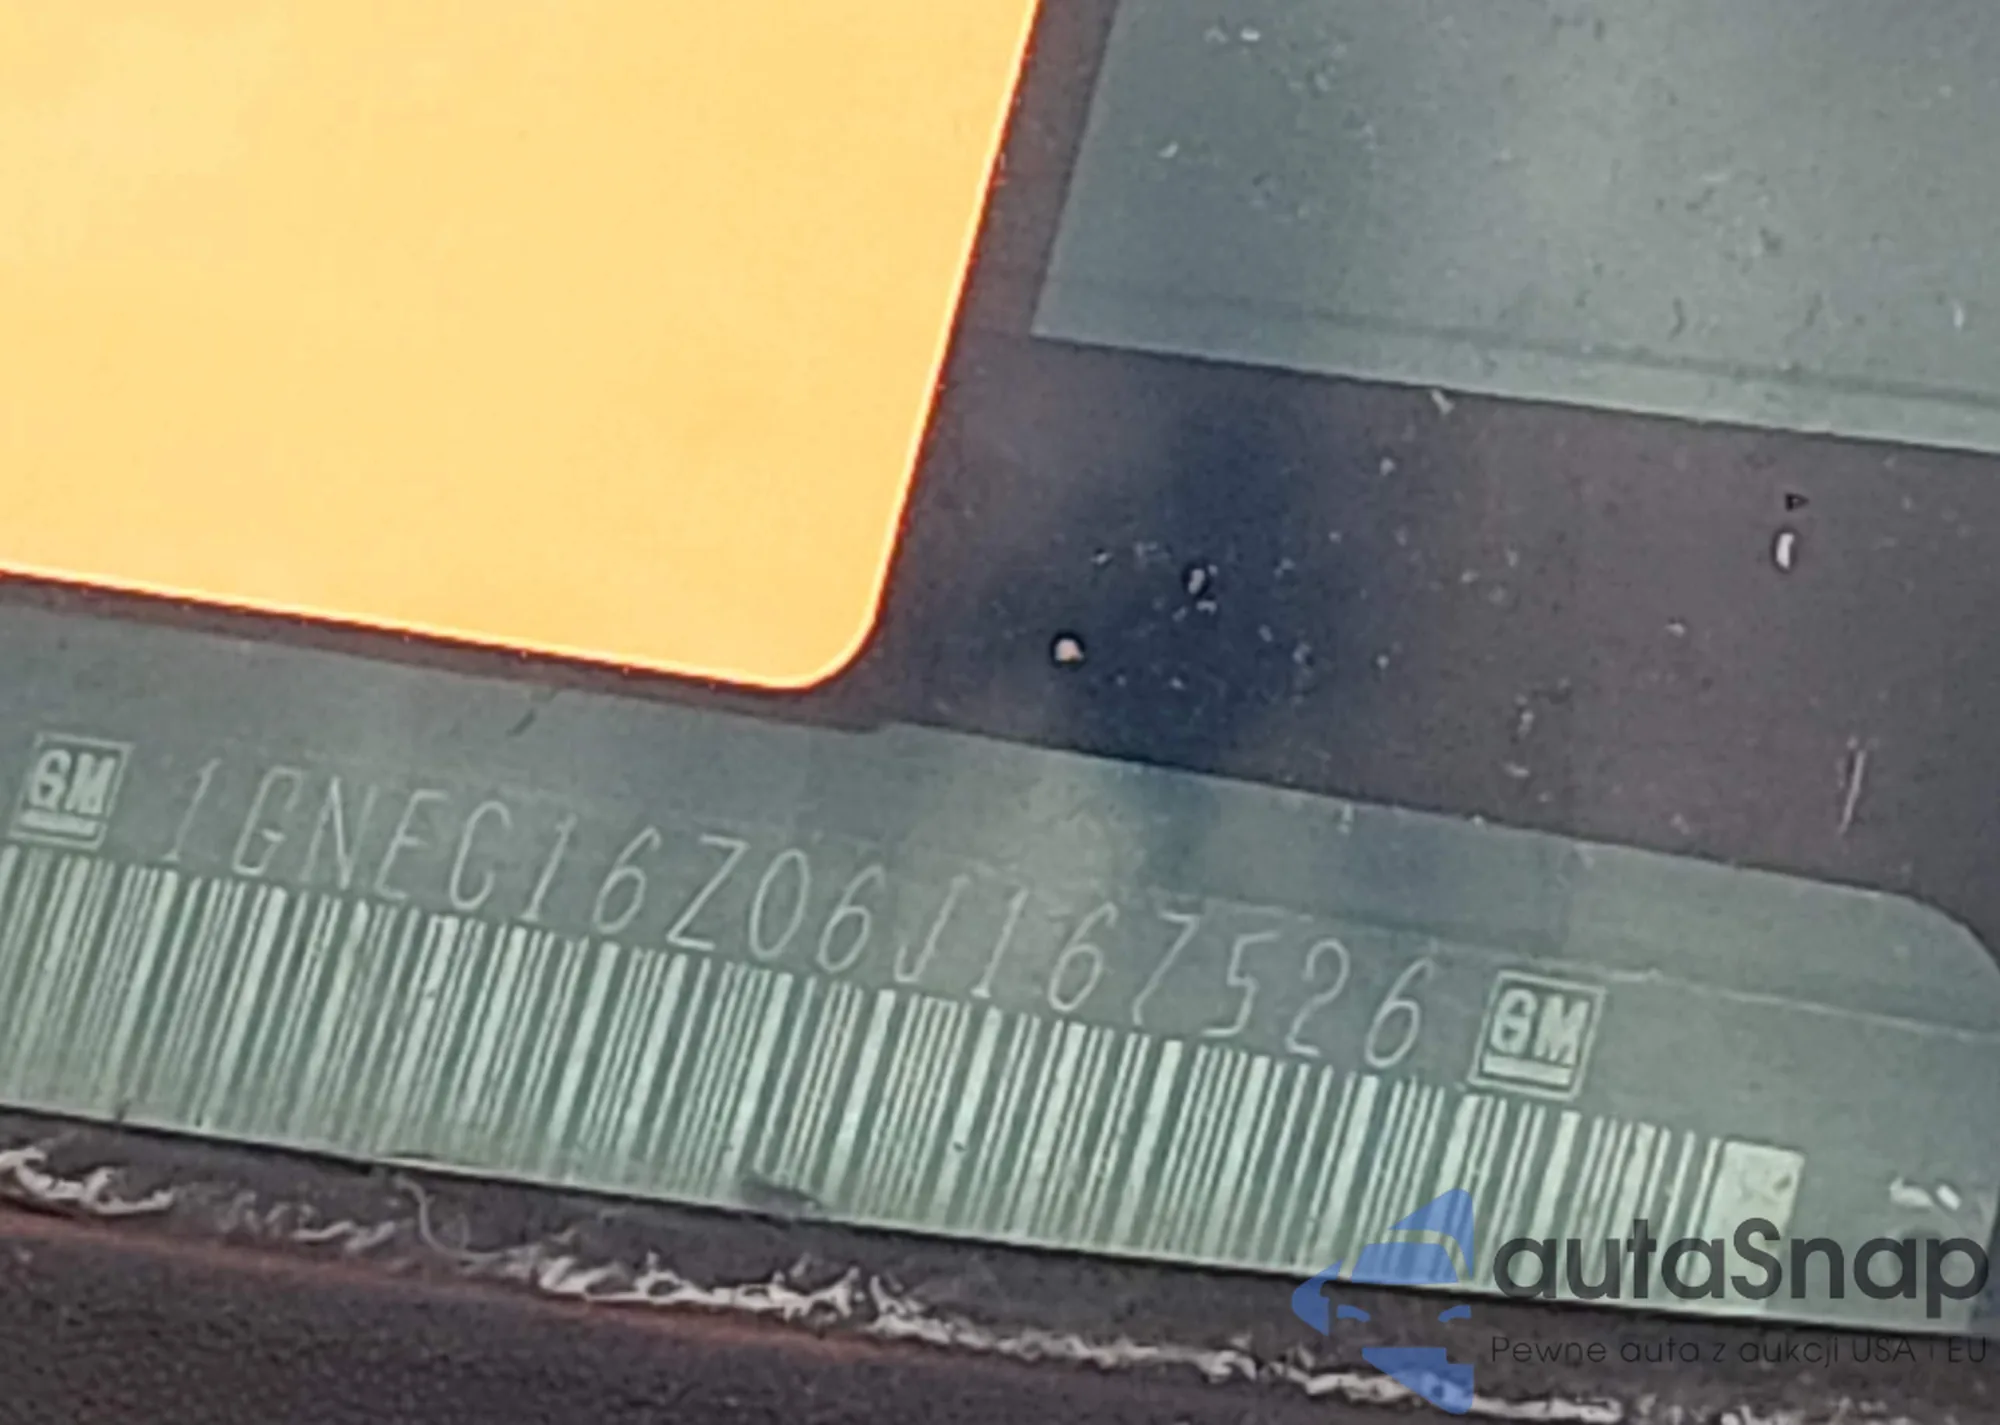 GM 1GNEC16Z06J167526 GM
autaSnap
Pewne auta z aukcji USA i EU